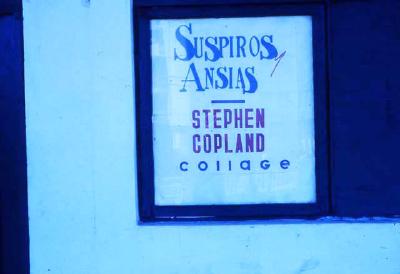 SUSPIROS y
ANSIAS
STEPHEN
COPLAND
collage